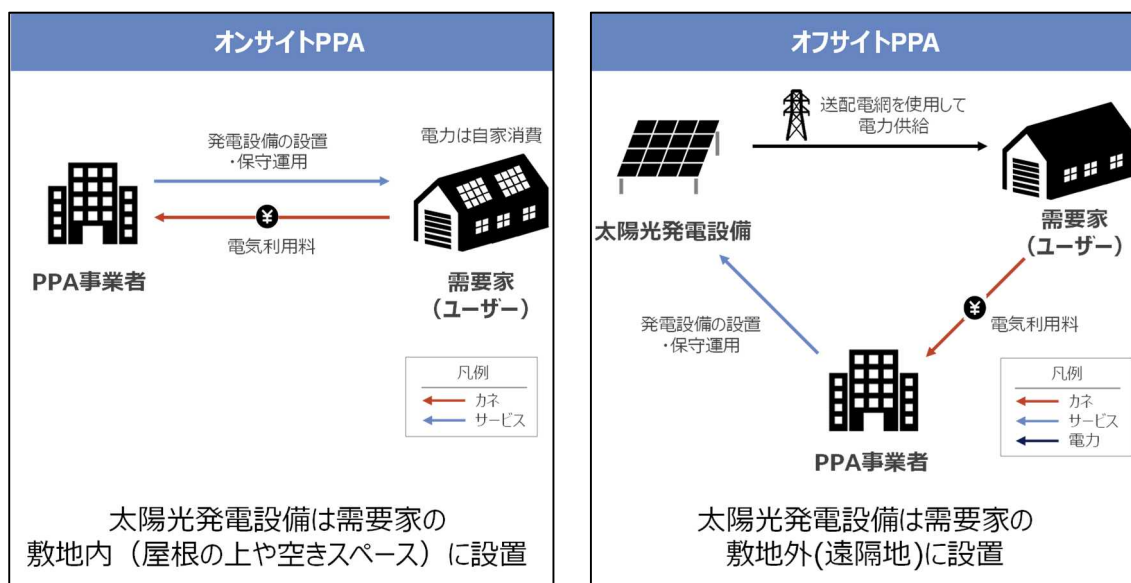 オンサイトPPA
発電設備の設置
・保守運用
電力は自家消費
¥
電気利用料
PPA事業者
需要家
（ユーザー）
凡例
カネ
サービス
太陽光発電設備は需要家の
敷地内（屋根の上や空きスペース）に設置
オフサイトPPA
送配電網を使用して
電力供給
太陽光発電設備
需要家
（ユーザー）
発電設備の設置
・保守運用
¥
電気利用料
PPA事業者
凡例
カネ
サービス
電力
太陽光発電設備は需要家の
敷地外(遠隔地)に設置